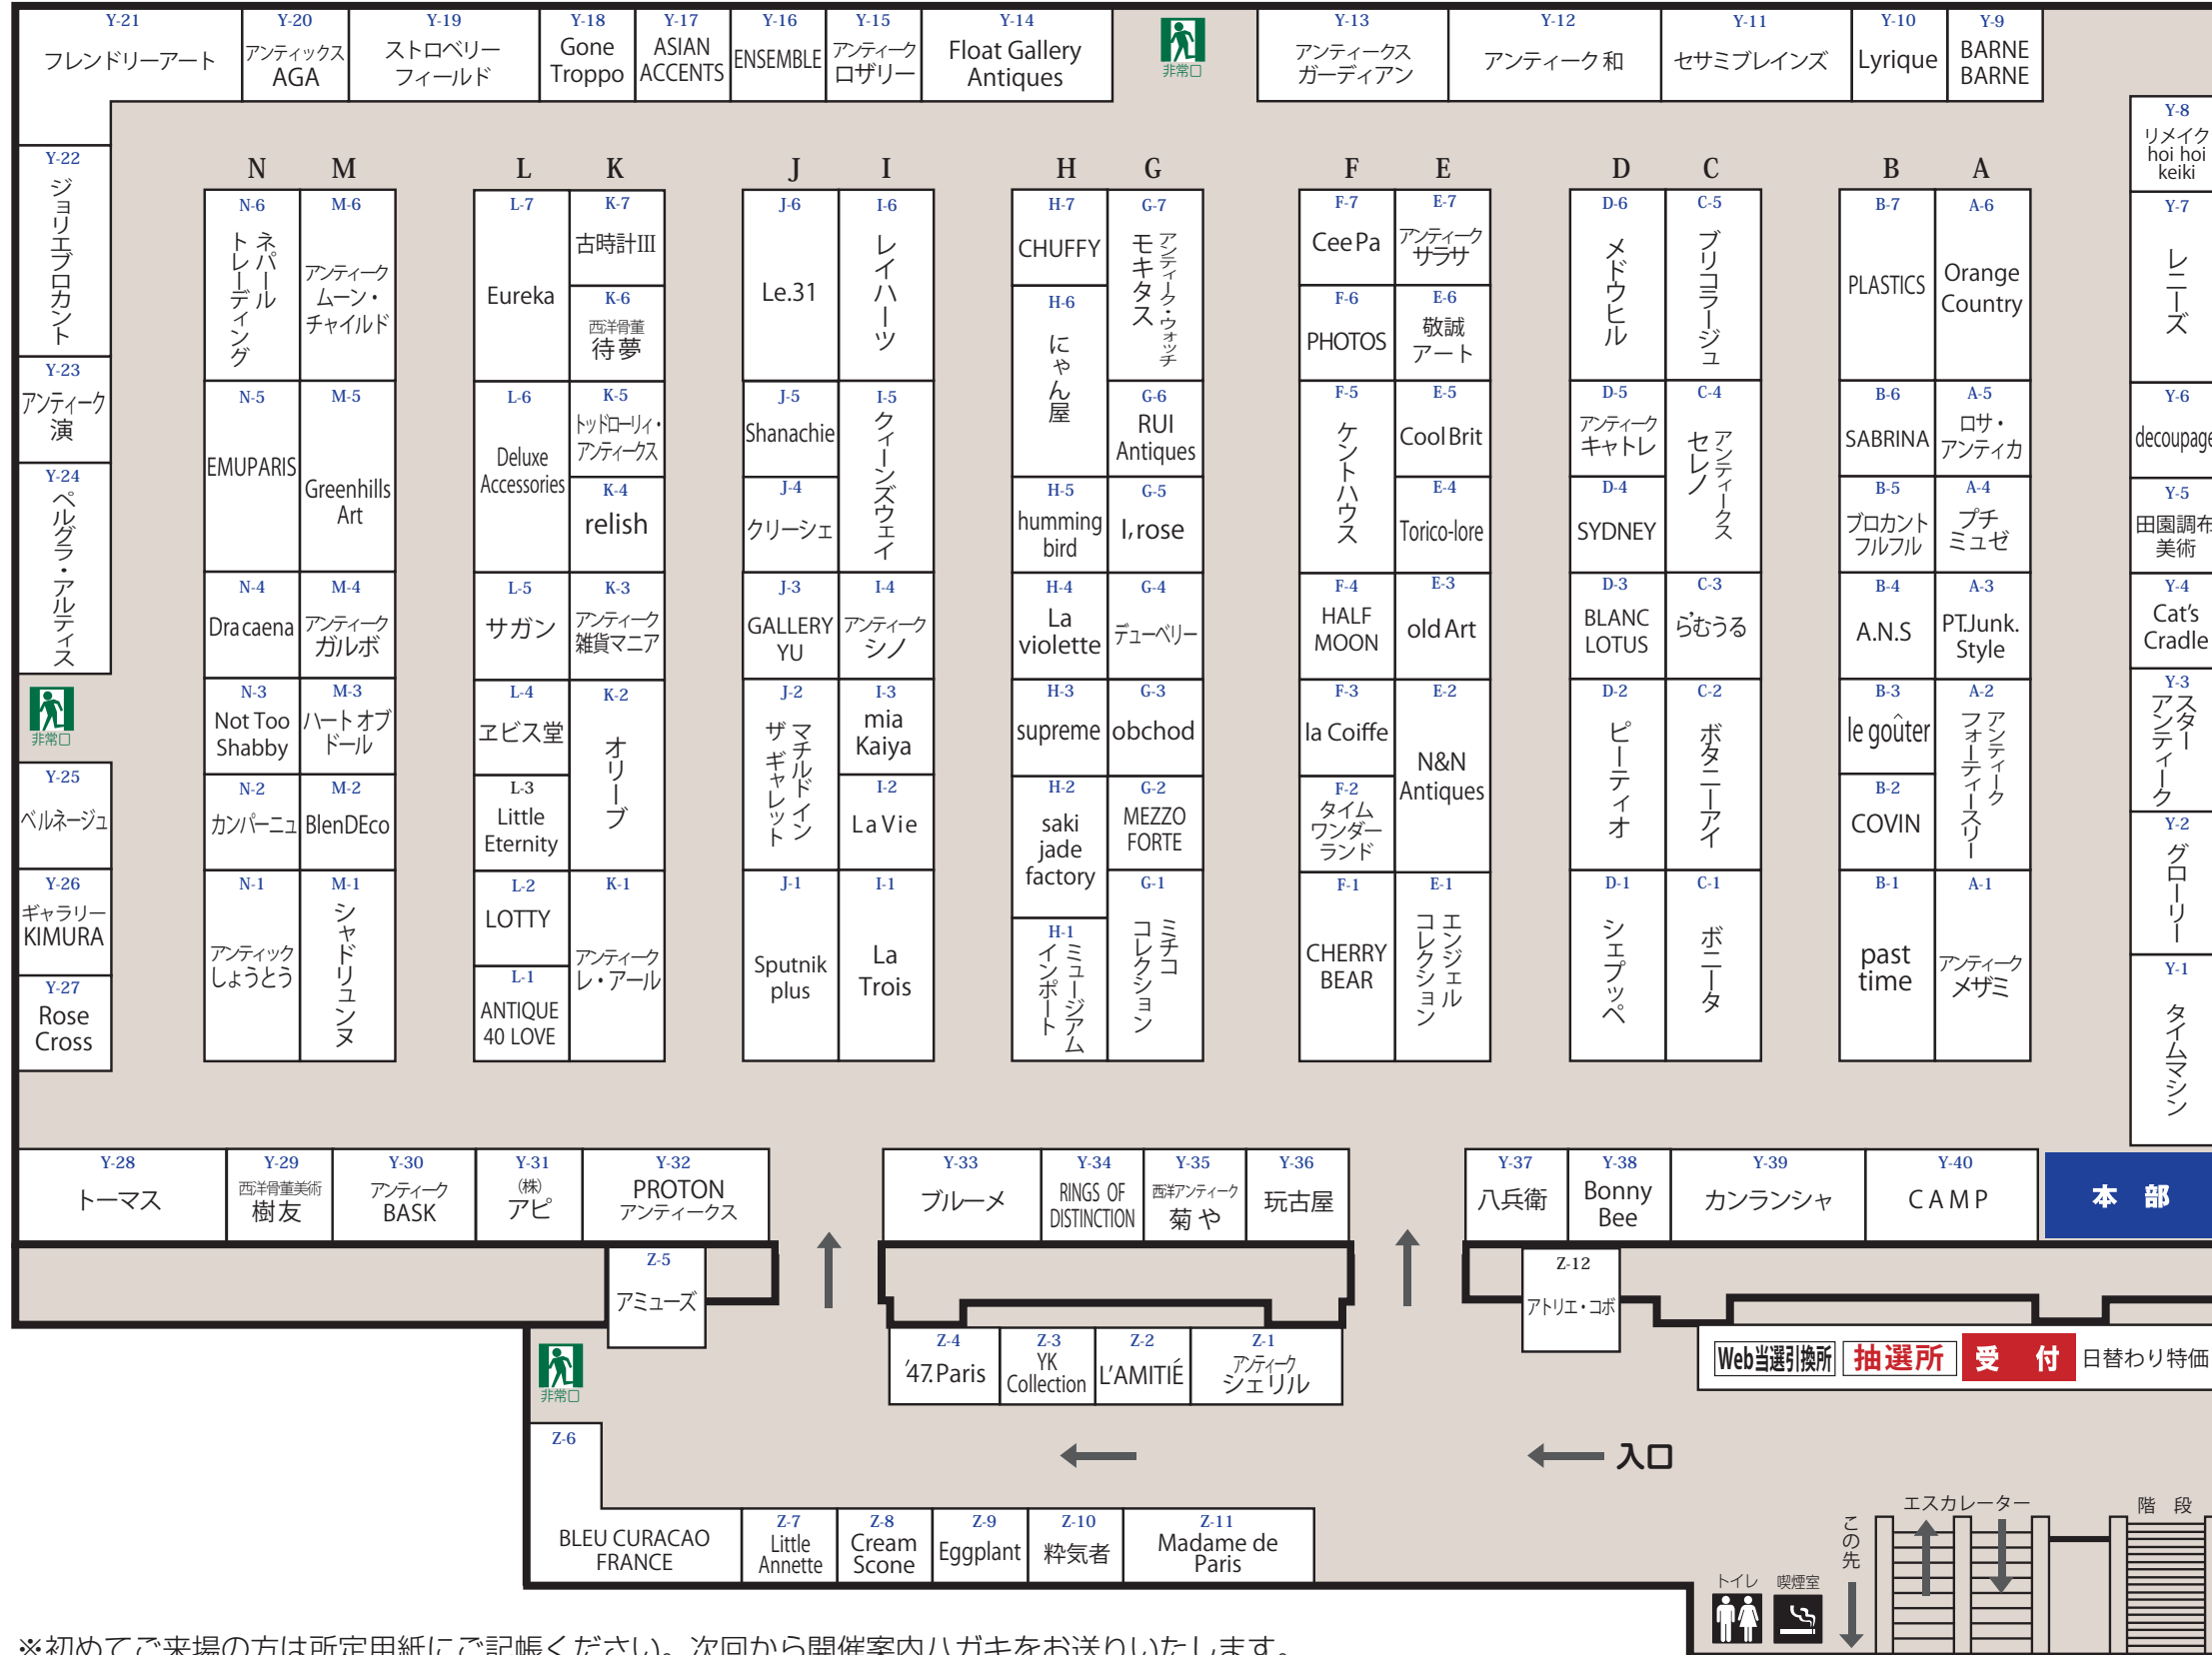 Y-21
フレンドリーアート
Y-20
アンティックス
AGA
Y-19
ストロベリー
フィールド
Y-18
Gone
Troppo
Y-17
ASIAN
ACCENTS
Y-16
ENSEMBLE
Y-15
アンティーク
ロザリー
Y-14
Float Gallery
Antiques
非常口
Y-13
アンティークス
ガーディアン
Y-12
アンティーク 和
Y-11
セサミブレインズ
Y-10
Lyrique
Y-9
BARNE
BARNE
Y-8
リメイク
hoi hoi
keiki
Y-7
レニーズ
Y-6
decoupage
Y-5
田園調布
美術
Y-4
Cat's
Cradle
Y-3
スター
アンティーク
Y-2
グローリー
Y-1
タイムマシン
Y-22
ジョリエブロカント
Y-23
アンティーク
演
Y-24
ペルグラ・アルティス
非常口
Y-25
ベルネージュ
Y-26
ギャラリー
KIMURA
Y-27
Rose
Cross
N
M
L
K
J
I
H
G
F
E
D
C
B
A
N-6
ネパール
トレーディング
N-5
EMUPARIS
N-4
Dracaena
N-3
Not Too
Shabby
N-2
カンパーニュ
N-1
アンティック
しょうとう
M-6
アンティーク
ムーン・
チャイルド
M-5
Greenhills
Art
M-4
アンティーク
ガルボ
M-3
ハート オブ
ドール
M-2
BlenDEco
M-1
シャドリュンヌ
L-7
Eureka
L-6
Deluxe
Accessories
L-5
サガン
L-4
ヱビス堂
L-3
Little
Eternity
L-2
LOTTY
L-1
ANTIQUE
40 LOVE
K-7
古時計III
K-6
西洋骨董
待夢
K-5
トッドローリィ・
アンティークス
K-4
relish
K-3
アンティーク
雑貨マニア
K-2
オリーブ
K-1
アンティーク
レ・アール
J-6
Le.31
J-5
Shanachie
J-4
クリーシェ
J-3
GALLERY
YU
J-2
マチルド イン
ザ ギャレット
J-1
Sputnik
plus
I-6
レイハーツ
I-5
クィーンズウェイ
I-4
アンティーク
シノ
I-3
mia
Kaiya
I-2
La Vie
I-1
La
Trois
H-7
CHUFFY
H-6
にゃん屋
H-5
humming
bird
H-4
La
violette
H-3
supreme
H-2
saki
jade
factory
H-1
ミュージアム
インポート
G-7
アンティーク・ウォッチ
モキタス
G-6
RUI
Antiques
G-5
I, rose
G-4
デューベリー
G-3
obchod
G-2
MEZZO
FORTE
G-1
ミチコ
コレクション
F-7
Cee Pa
F-6
PHOTOS
F-5
ケントハウス
F-4
HALF
MOON
F-3
la Coiffe
F-2
タイム
ワンダー
ランド
F-1
CHERRY
BEAR
E-7
アンティーク
サラサ
E-6
敬誠
アート
E-5
Cool Brit
E-4
Torico-lore
E-3
old Art
E-2
N&N
Antiques
E-1
エンジェル
コレクション
D-6
メドウヒル
D-5
アンティーク
キャトレ
D-4
SYDNEY
D-3
BLANC
LOTUS
D-2
ピーティオ
D-1
シェプッペ
C-5
ブリコラージュ
C-4
アンティークス
セレノ
C-3
らむうる
C-2
ボタニーアイ
C-1
ボニータ
B-7
PLASTICS
B-6
SABRINA
B-5
ブロカント
フルフル
B-4
A.N.S
B-3
le goûter
B-2
COVIN
B-1
past
time
A-6
Orange
Country
A-5
ロサ・
アンティカ
A-4
プチ
ミュゼ
A-3
PT.Junk.
Style
A-2
アンティーク
フォーティースリー
A-1
アンティーク
メザミ
Y-28
トーマス
Y-29
西洋骨董美術
樹友
Y-30
アンティーク
BASK
Y-31
(株)
アピ
Y-32
PROTON
アンティークス
Y-33
ブルーメ
Y-34
RINGS OF
DISTINCTION
Y-35
西洋アンティーク
菊や
Y-36
玩古屋
Y-37
八兵衛
Y-38
Bonny
Bee
Y-39
カンランシャ
Y-40
CAMP
本 部
Z-5
アミューズ
Z-12
アトリエ・コボ
Z-4
'47. Paris
Z-3
YK
Collection
Z-2
L'AMITIÉ
Z-1
アンティーク
シェリル
Web当選引換所
抽選所
受 付
日替わり特価
非常口
入口
Z-6
BLEU CURACAO
FRANCE
Z-7
Little
Annette
Z-8
Cream
Scone
Z-9
Eggplant
Z-10
粋気者
Z-11
Madame de
Paris
この先
エスカレーター
階 段
トイレ
喫煙室
※初めてご来場の方は所定用紙にご記帳ください。次回から開催案内ハガキをお送りいたします。